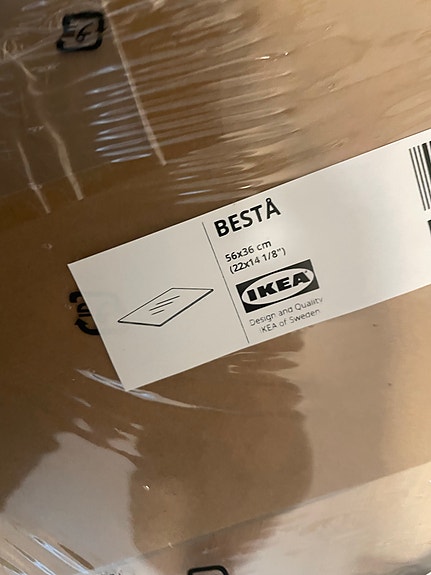 BESTÅ
56x36 cm
(22x14 1/8")
IKEA
Design and Quality
IKEA of Sweden